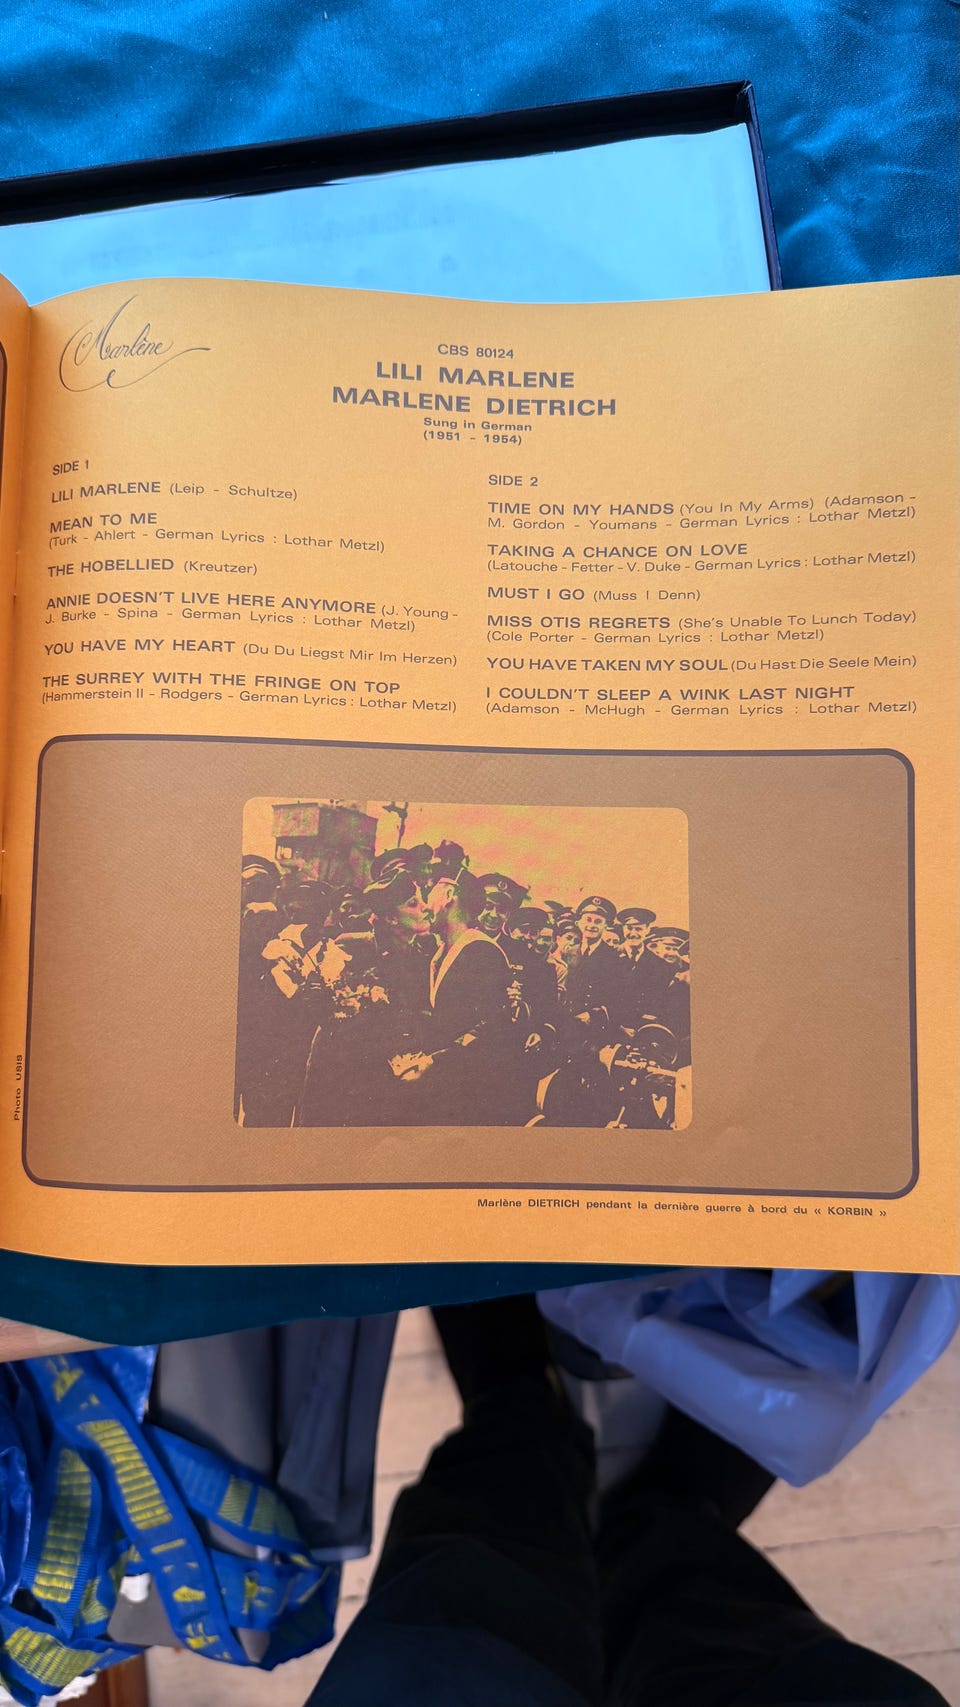 Marlène
CBS 80124
LILI MARLENE
MARLENE DIETRICH
Sung in German
(1951 - 1954)
SIDE 1
LILI MARLENE (Leip - Schultze)
MEAN TO ME
(Turk - Ahlert - German Lyrics : Lothar Metzl)
THE HOBELLIED (Kreutzer)
ANNIE DOESN'T LIVE HERE ANYMORE (J. Young -
J. Burke - Spina - German Lyrics : Lothar Metzl)
YOU HAVE MY HEART (Du Du Liegst Mir Im Herzen)
THE SURREY WITH THE FRINGE ON TOP
(Hammerstein II - Rodgers - German Lyrics : Lothar Metzl)
SIDE 2
TIME ON MY HANDS (You In My Arms) (Adamson -
M. Gordon - Youmans - German Lyrics : Lothar Metzl)
TAKING A CHANCE ON LOVE
(Latouche - Fetter - V. Duke - German Lyrics : Lothar Metzl)
MUST I GO (Muss I Denn)
MISS OTIS REGRETS (She's Unable To Lunch Today)
(Cole Porter - German Lyrics : Lothar Metzl)
YOU HAVE TAKEN MY SOUL (Du Hast Die Seele Mein)
I COULDN'T SLEEP A WINK LAST NIGHT
(Adamson - McHugh - German Lyrics : Lothar Metzl)
Photo USIS
Marlène DIETRICH pendant la dernière guerre à bord du « KORBIN »